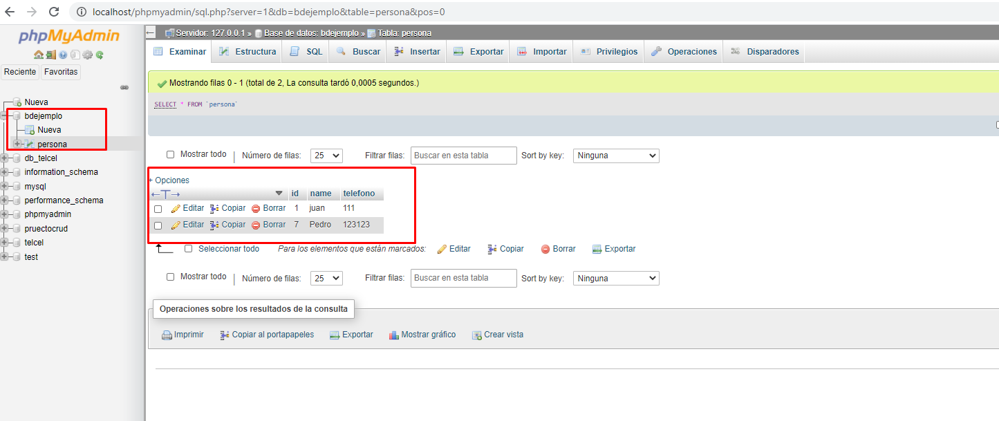 localhost/phpmyadmin/sql.php?server=1&db=bdejemplo&table=persona&pos=0
phpMyAdmin
Reciente Favoritas
Nueva
bdejemplo
Nueva
persona
db_telcel
information_schema
mysql
performance_schema
phpmyadmin
pruectocrud
telcel
test
Servidor: 127.0.0.1 » Base de datos: bdejemplo » Tabla: persona
Examinar Estructura SQL Buscar Insertar Exportar Importar Privilegios Operaciones Disparadores
Mostrando filas 0 - 1 (total de 2, La consulta tardó 0,0005 segundos.)
SELECT * FROM `persona`
Mostrar todo | Número de filas: 25 Filtrar filas: Buscar en esta tabla Sort by key: Ninguna
+ Opciones
←T→ id name telefono
Editar Copiar Borrar 1 juan 111
Editar Copiar Borrar 7 Pedro 123123
Seleccionar todo Para los elementos que están marcados: Editar Copiar Borrar Exportar
Mostrar todo | Número de filas: 25 Filtrar filas: Buscar en esta tabla Sort by key: Ninguna
Operaciones sobre los resultados de la consulta
Imprimir Copiar al portapapeles Exportar Mostrar gráfico Crear vista